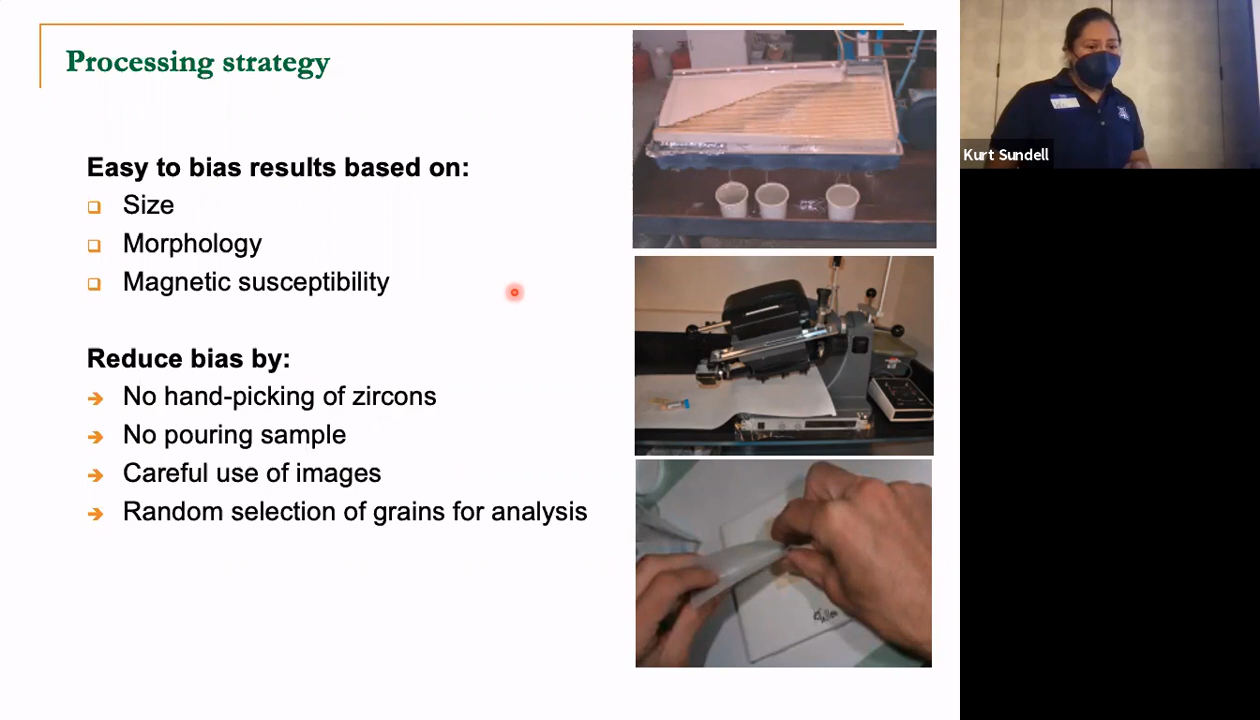 Processing strategy
Easy to bias results based on:
Size
Morphology
Magnetic susceptibility
Reduce bias by:
No hand-picking of zircons
No pouring sample
Careful use of images
Random selection of grains for analysis
Kurt Sundell